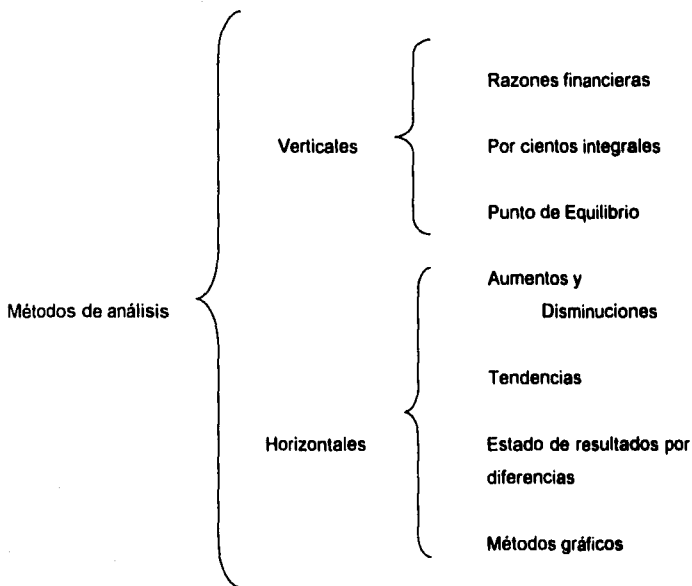 Métodos de análisis
Verticales
Razones financieras
Por cientos integrales
Punto de Equilibrio
Horizontales
Aumentos y
Disminuciones
Tendencias
Estado de resultados por
diferencias
Métodos gráficos